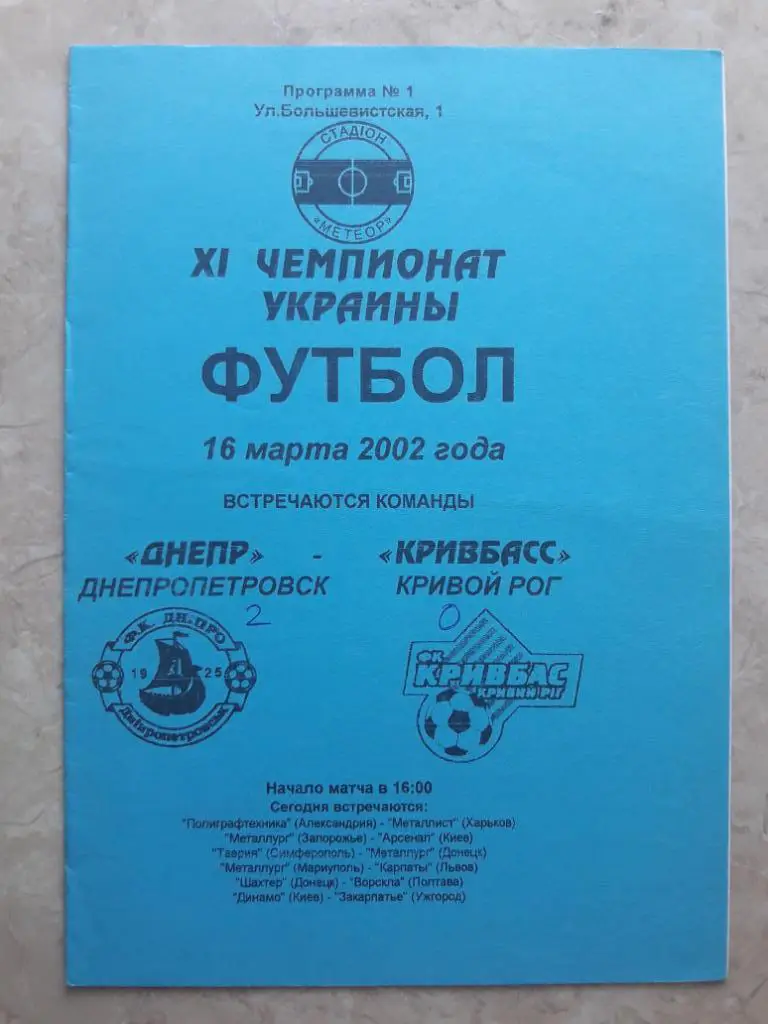 Программа № 1
Ул.Большевистская, 1
СТАДІОН
«МЕТЕОР»
XI ЧЕМПИОНАТ
УКРАИНЫ
ФУТБОЛ
16 марта 2002 года
ВСТРЕЧАЮТСЯ КОМАНДЫ
«ДНЕПР» - «КРИВБАСС»
ДНЕПРОПЕТРОВСК КРИВОЙ РОГ
2 0
Ф.К. ДНІПРО
1925
Дніпропетровськ
ФК
КРИВБАС
КРИВИЙ РІГ
Начало матча в 16:00
Сегодня встречаются:
"Полиграфтехника" (Александрия) - "Металлист" (Харьков)
"Металлург" (Запорожье) - "Арсенал" (Киев)
"Таврия" (Симферополь) - "Металлург" (Донецк)
"Металлург" (Мариуполь) - "Карпаты" (Львов)
"Шахтер" (Донецк) - "Ворскла" (Полтава)
"Динамо" (Киев) - "Закарпатье" (Ужгород)